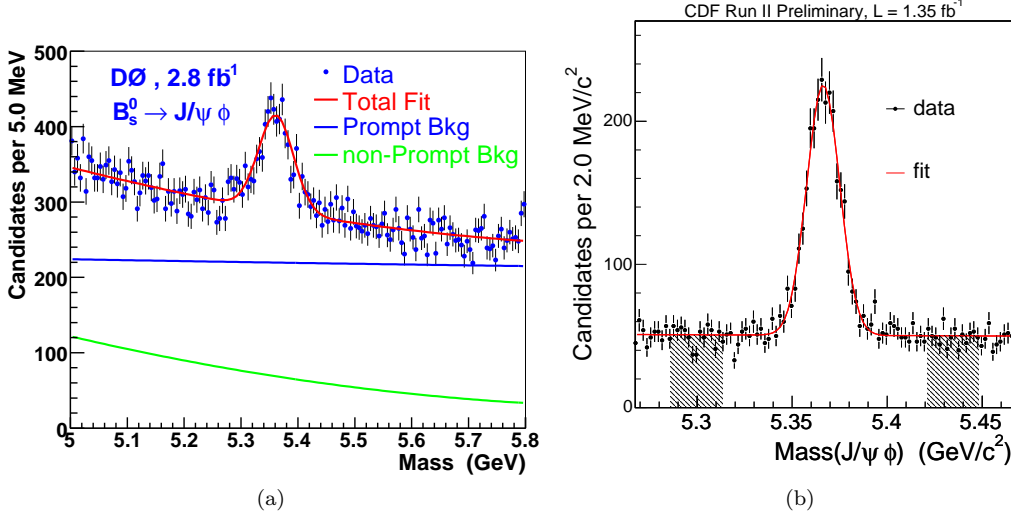 DØ , 2.8 fb-1
B0s → J/ψ φ
Data
Total Fit
Prompt Bkg
non-Prompt Bkg
Candidates per 5.0 MeV
500
400
300
200
100
0
5 5.1 5.2 5.3 5.4 5.5 5.6 5.7 5.8
Mass (GeV)
(a)
CDF Run II Preliminary, L = 1.35 fb-1
data
fit
Candidates per 2.0 MeV/c2
200
100
0
5.3 5.35 5.4 5.45
Mass(J/ψ φ) (GeV/c2)
(b)